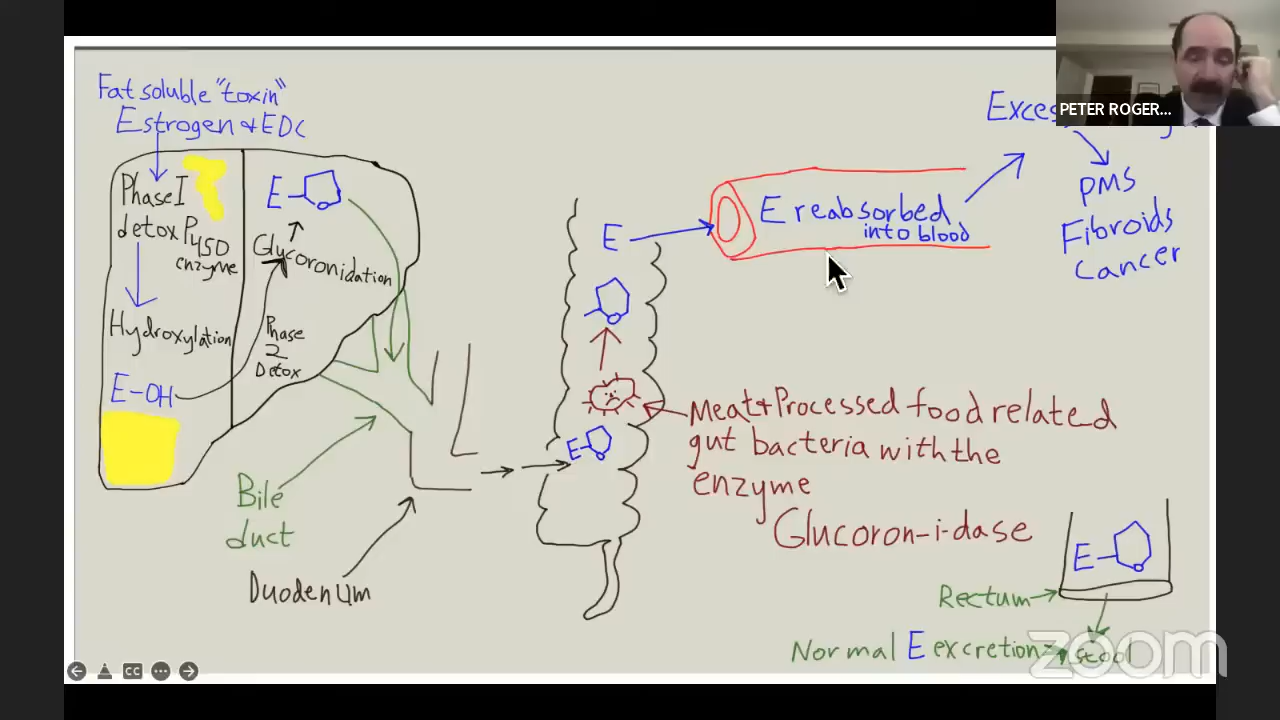 PETER ROGER...
Fat soluble "toxin"
Estrogen + EDC
Phase I
detox P450
enzyme
Hydroxylation
E-OH
E
Glucoronidation
Phase
2
Detox
Bile
duct
Duodenum
E
E
E reabsorbed
into blood
Exces
PMS
Fibroids
Cancer
Meat + Processed food related
gut bacteria with the
enzyme
Glucoron-i-dase
E
Rectum
Normal E excretion
stool
zoom
CC